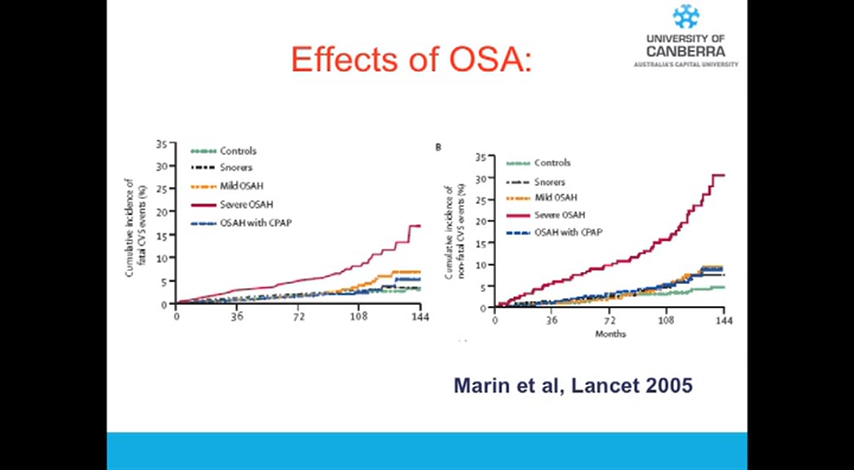 UNIVERSITY OF
CANBERRA
AUSTRALIA'S CAPITAL UNIVERSITY
Effects of OSA:
Cumulative incidence of
fatal CVS events (%)
35
30
25
20
15
10
5
0
Controls
Snorers
Mild OSAH
Severe OSAH
OSAH with CPAP
0 36 72 108 144
B
Cumulative incidence of
non-fatal CVS events (%)
35
30
25
20
15
10
5
0
Controls
Snorers
Mild OSAH
Severe OSAH
OSAH with CPAP
0 36 72 108 144
Months
Marin et al, Lancet 2005